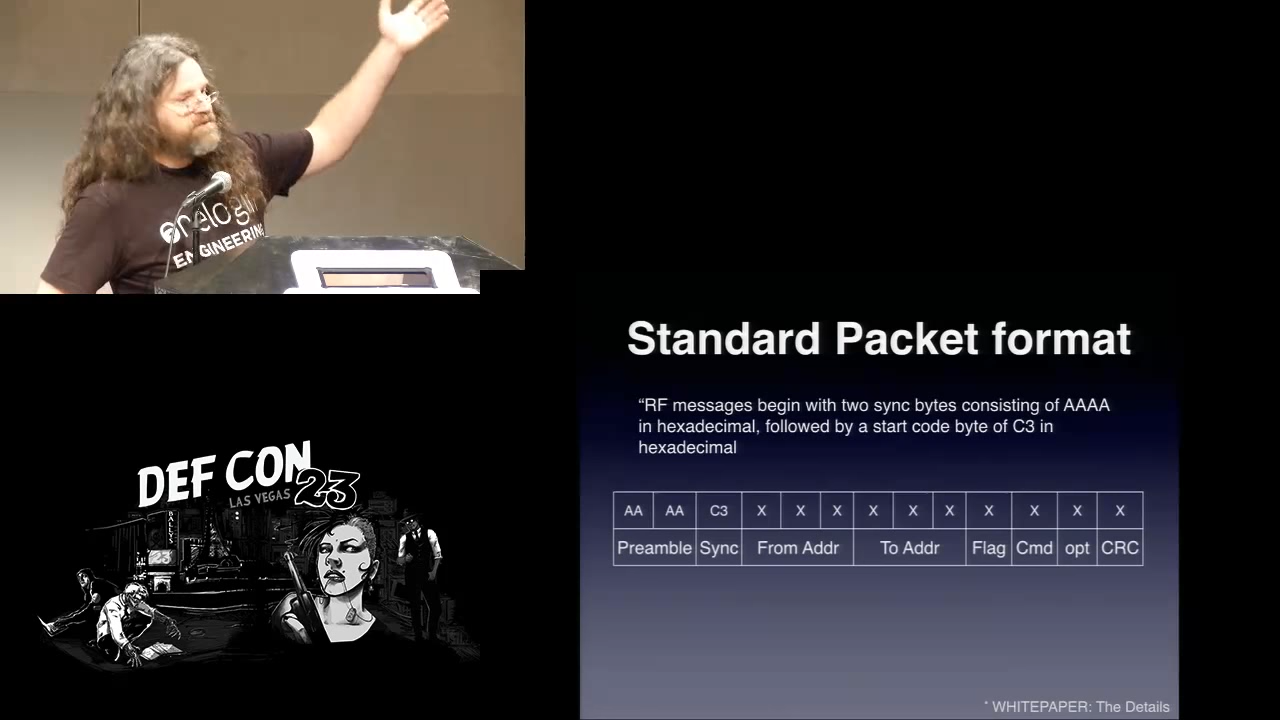 onelogin
ENGINEERING
Standard Packet format
“RF messages begin with two sync bytes consisting of AAAA
in hexadecimal, followed by a start code byte of C3 in
hexadecimal
AA AA C3 X X X X X X X X X X
Preamble Sync From Addr To Addr Flag Cmd opt CRC
* WHITEPAPER: The Details
DEF CON
LAS VEGAS 23
BALLYS